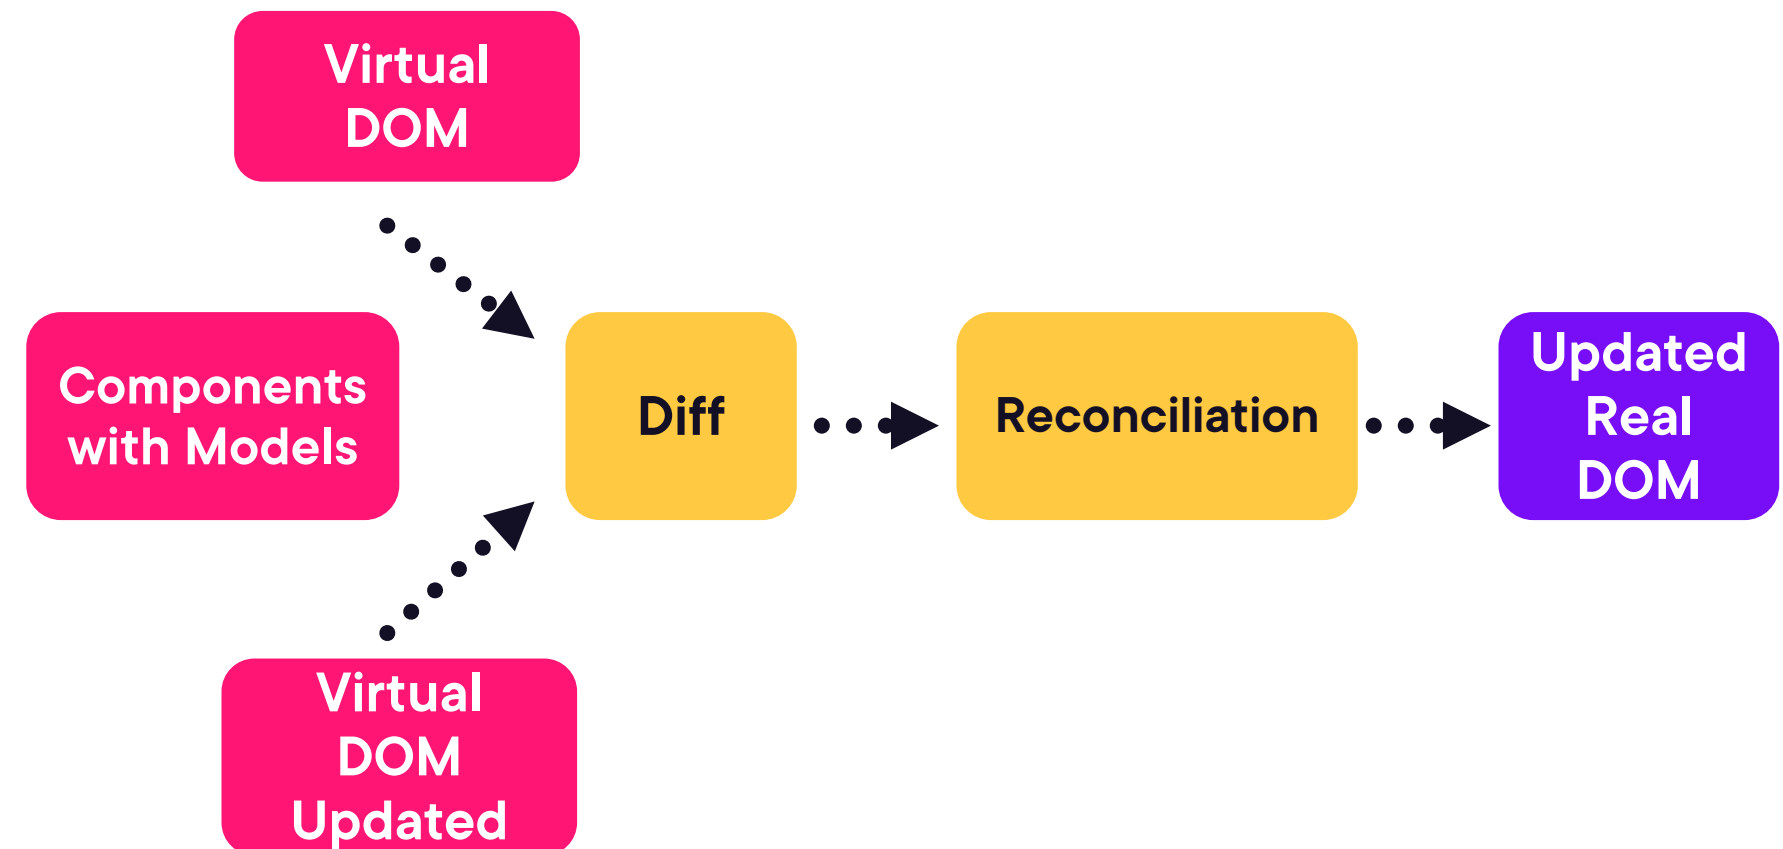 Virtual
DOM
Components
with Models
Diff
Reconciliation
Updated
Real
DOM
Virtual
DOM
Updated